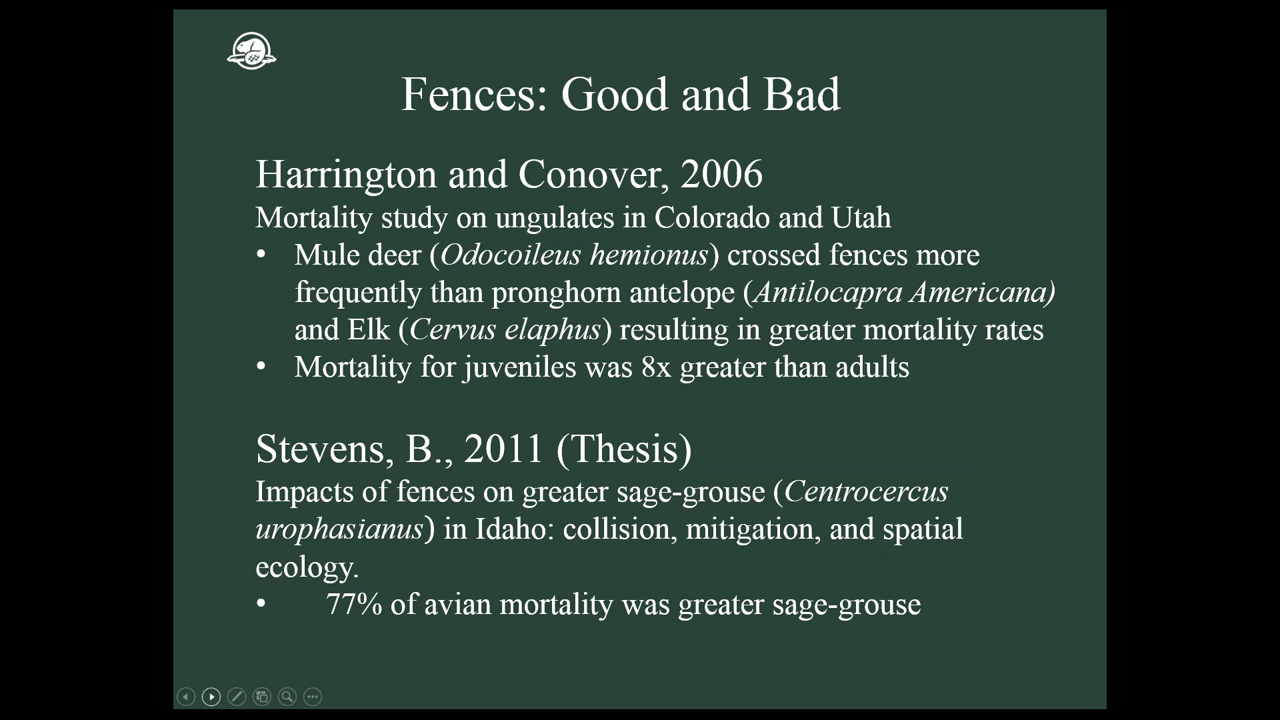 Fences: Good and Bad
Harrington and Conover, 2006
Mortality study on ungulates in Colorado and Utah
• Mule deer (Odocoileus hemionus) crossed fences more
frequently than pronghorn antelope (Antilocapra Americana)
and Elk (Cervus elaphus) resulting in greater mortality rates
• Mortality for juveniles was 8x greater than adults
Stevens, B., 2011 (Thesis)
Impacts of fences on greater sage-grouse (Centrocercus
urophasianus) in Idaho: collision, mitigation, and spatial
ecology.
• 77% of avian mortality was greater sage-grouse